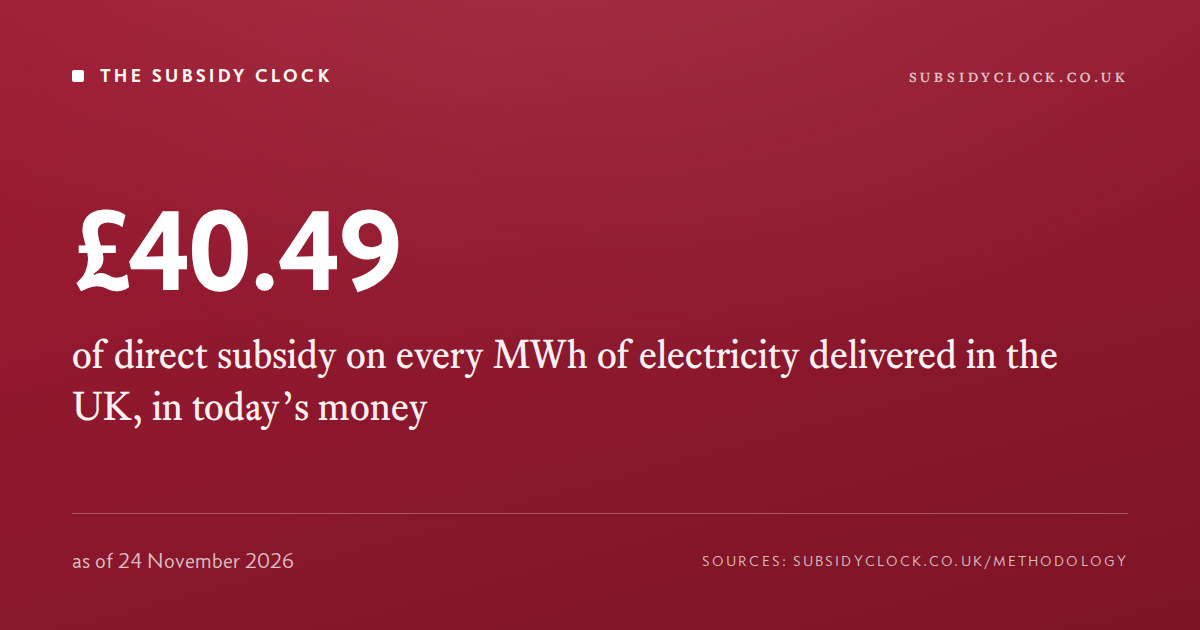 THE SUBSIDY CLOCK
SUBSIDYCLOCK.CO.UK
£40.49
of direct subsidy on every MWh of electricity delivered in the
UK, in today’s money
as of 24 November 2026
SOURCES: SUBSIDYCLOCK.CO.UK/METHODOLOGY